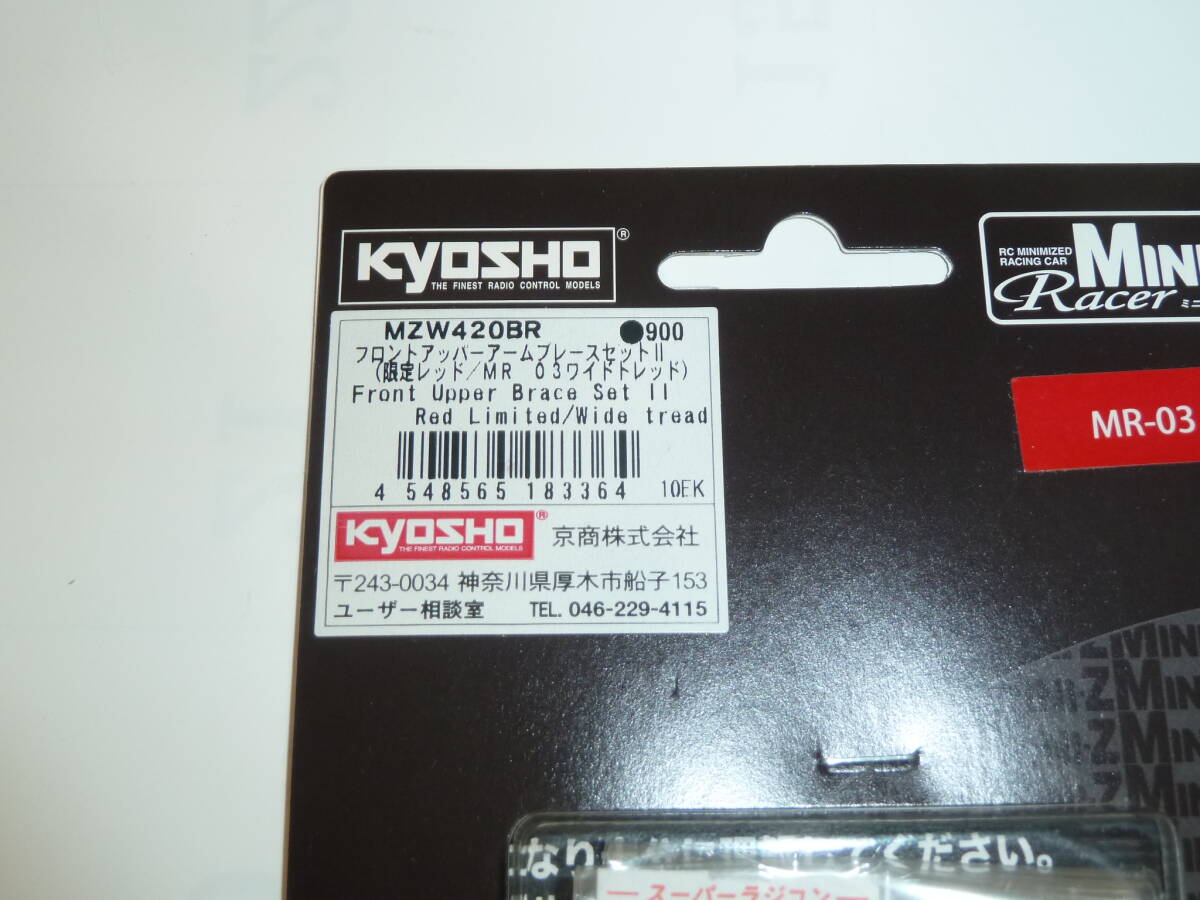 KYOSHO®
THE FINEST RADIO CONTROL MODELS
RC MINIMIZED
RACING CAR
Racer
MZW420BR ●900
フロントアッパーアームブレースセットⅡ
(限定レッド/MR 03ワイドトレッド)
Front Upper Brace Set II
Red Limited/Wide tread
4 548565 183364 10EK
KYOSHO®
THE FINEST RADIO CONTROL MODELS
京商株式会社
〒243-0034 神奈川県厚木市船子153
ユーザー相談室 TEL. 046-229-4115
MR-03
てください。
スーパーラジコン